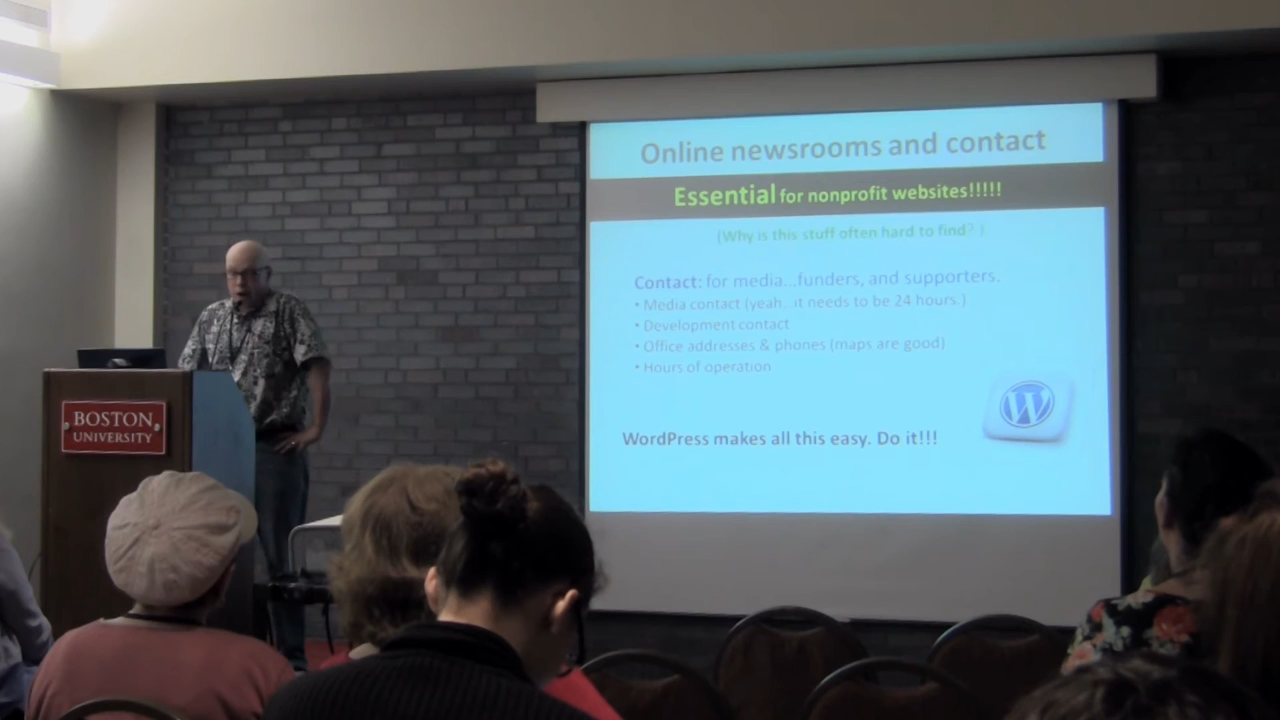 Online newsrooms and contact
Essential for nonprofit websites!!!!!
(Why is this stuff often hard to find? )
Contact: for media...funders, and supporters.
• Media contact (yeah.. it needs to be 24 hours.)
• Development contact
• Office addresses & phones (maps are good)
• Hours of operation
W
WordPress makes all this easy. Do it!!!
BOSTON
UNIVERSITY